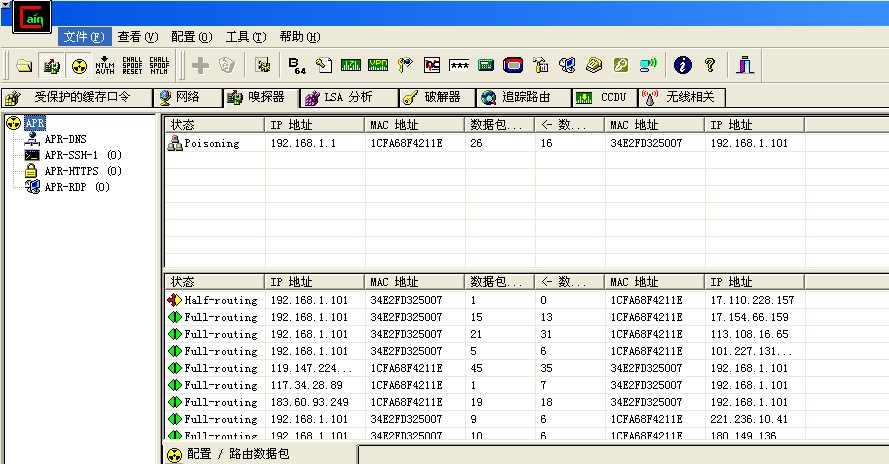 Cain
文件(F) 查看(V) 配置(O) 工具(T) 帮助(H)
NTLM AUTH CHALL SPOOF RESET CHALL SPOOF NTLM B64 VPN
受保护的缓存口令 网络 嗅探器 LSA 分析 破解器 追踪路由 CCDU 无线相关
APR
APR-DNS
APR-SSH-1 (0)
APR-HTTPS (0)
APR-RDP (0)
状态 IP 地址 MAC 地址 数据包... <- 数... MAC 地址 IP 地址
Poisoning 192.168.1.1 1CFA68F4211E 26 16 34E2FD325007 192.168.1.101
状态 IP 地址 MAC 地址 数据包... <- 数... MAC 地址 IP 地址
Half-routing 192.168.1.101 34E2FD325007 1 0 1CFA68F4211E 17.110.228.157
Full-routing 192.168.1.101 34E2FD325007 15 13 1CFA68F4211E 17.154.66.159
Full-routing 192.168.1.101 34E2FD325007 21 31 1CFA68F4211E 113.108.16.65
Full-routing 192.168.1.101 34E2FD325007 5 6 1CFA68F4211E 101.227.131...
Full-routing 119.147.224... 1CFA68F4211E 45 35 34E2FD325007 192.168.1.101
Full-routing 117.34.28.89 1CFA68F4211E 1 7 34E2FD325007 192.168.1.101
Full-routing 183.60.93.249 1CFA68F4211E 19 18 34E2FD325007 192.168.1.101
Full-routing 192.168.1.101 34E2FD325007 9 6 1CFA68F4211E 221.236.10.41
Full-routing 192.168.1.101 34E2FD325007 10 6 1CFA68F4211E 180.149.136
配置 / 路由数据包